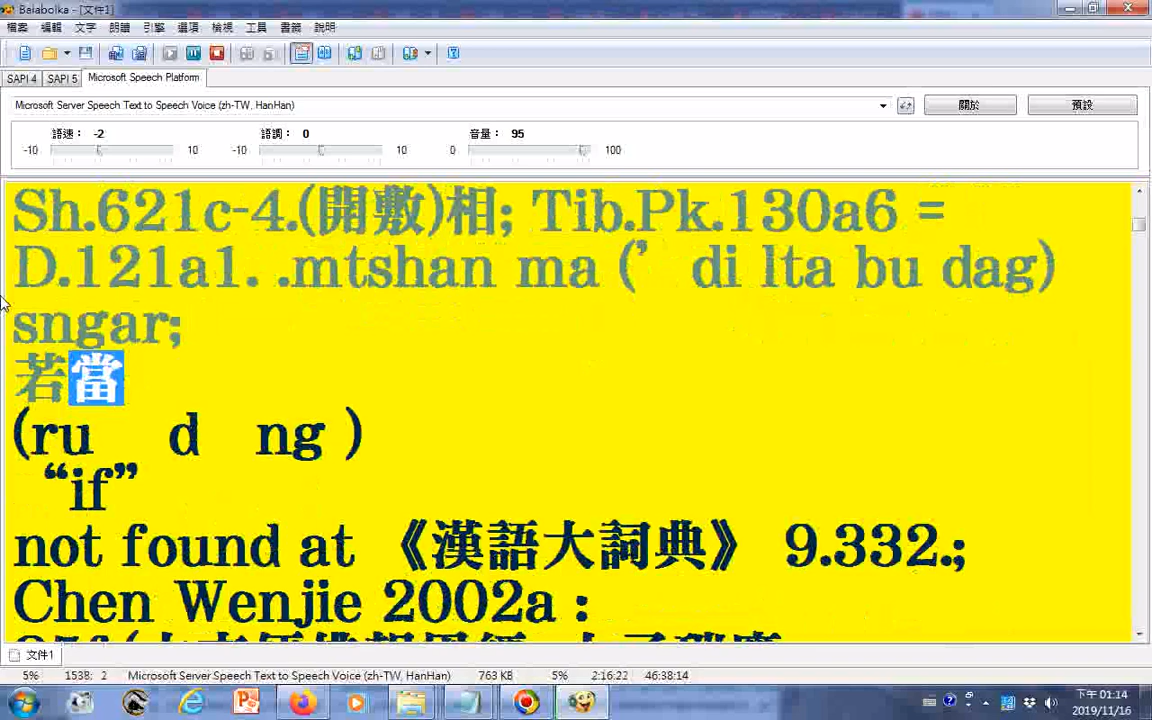 Balabolka - [文件1]
檔案 編輯 文字 朗讀 引擎 選項 檢視 工具 書籤 說明
SAPI 4 SAPI 5 Microsoft Speech Platform
Microsoft Server Speech Text to Speech Voice (zh-TW, HanHan) 關於 預設
語速： -2 語調： 0 音量： 95
-10 10 -10 10 0 100
Sh.621c-4.(開敷)相; Tib.Pk.130a6 =
D.121a1. .mtshan ma (’ di lta bu dag)
sngar;
若當
(ru d ng )
“if”
not found at 《漢語大詞典》 9.332.;
Chen Wenjie 2002a :
文件1
5% 1538: 2 Microsoft Server Speech Text to Speech Voice (zh-TW, HanHan) 763 KB 5% 2:16:22 46:38:14
下午 01:14
2019/11/16